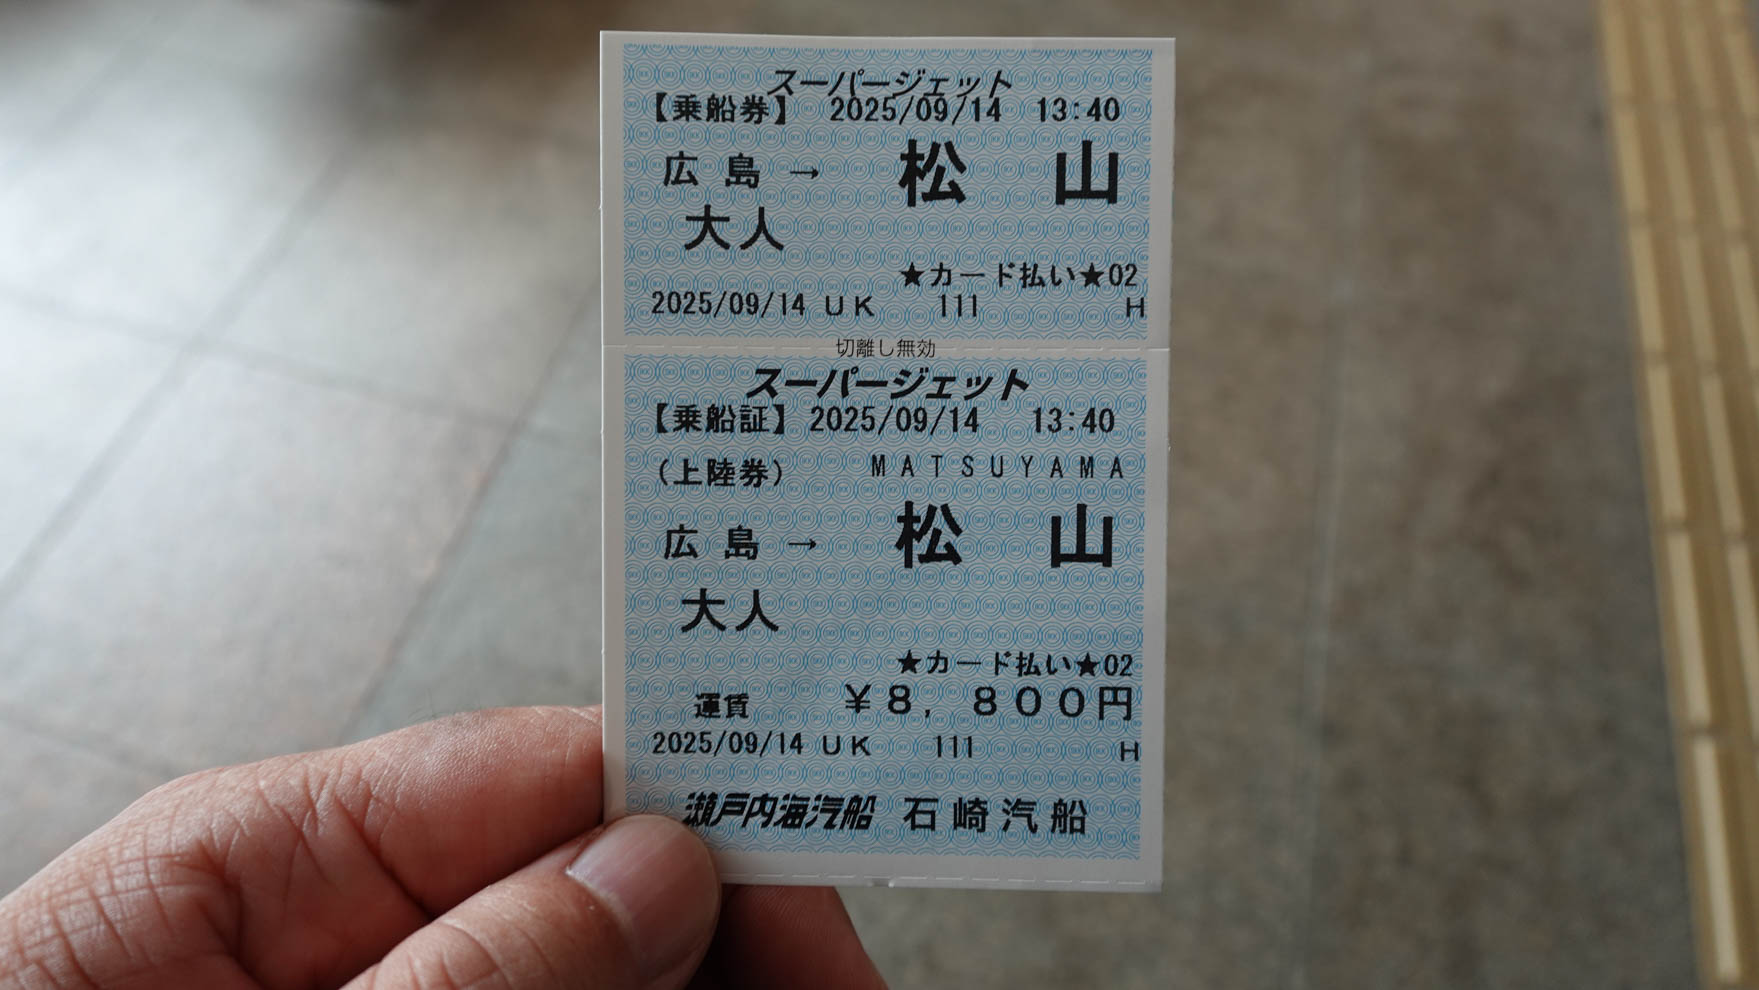 スーパージェット
【乗船券】 2025/09/14 13:40
広島→ 松山
大人
★カード払い★02
2025/09/14 UK 111 H
切離し無効
スーパージェット
【乗船証】 2025/09/14 13:40
(上陸券) MATSUYAMA
広島→ 松山
大人
★カード払い★02
運賃 ¥8,800円
2025/09/14 UK 111 H
瀬戸内海汽船 石崎汽船